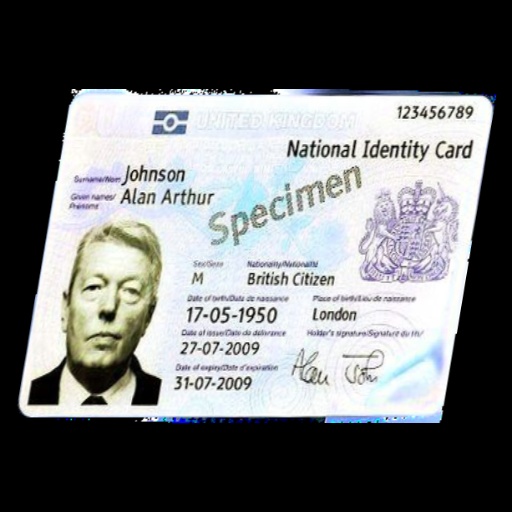 UNITED KINGDOM
123456789
National Identity Card
Surname/Nom Johnson
Given names/ Prénoms Alan Arthur
Specimen
Sex/Sexe Nationality/Nationalité
M British Citizen
Date of birth/Date de naissance Place of birth/Lieu de naissance
17-05-1950 London
Date of issue/Date de délivrance Holder's signature/Signature du
27-07-2009
Date of expiry/Date d'expiration
31-07-2009